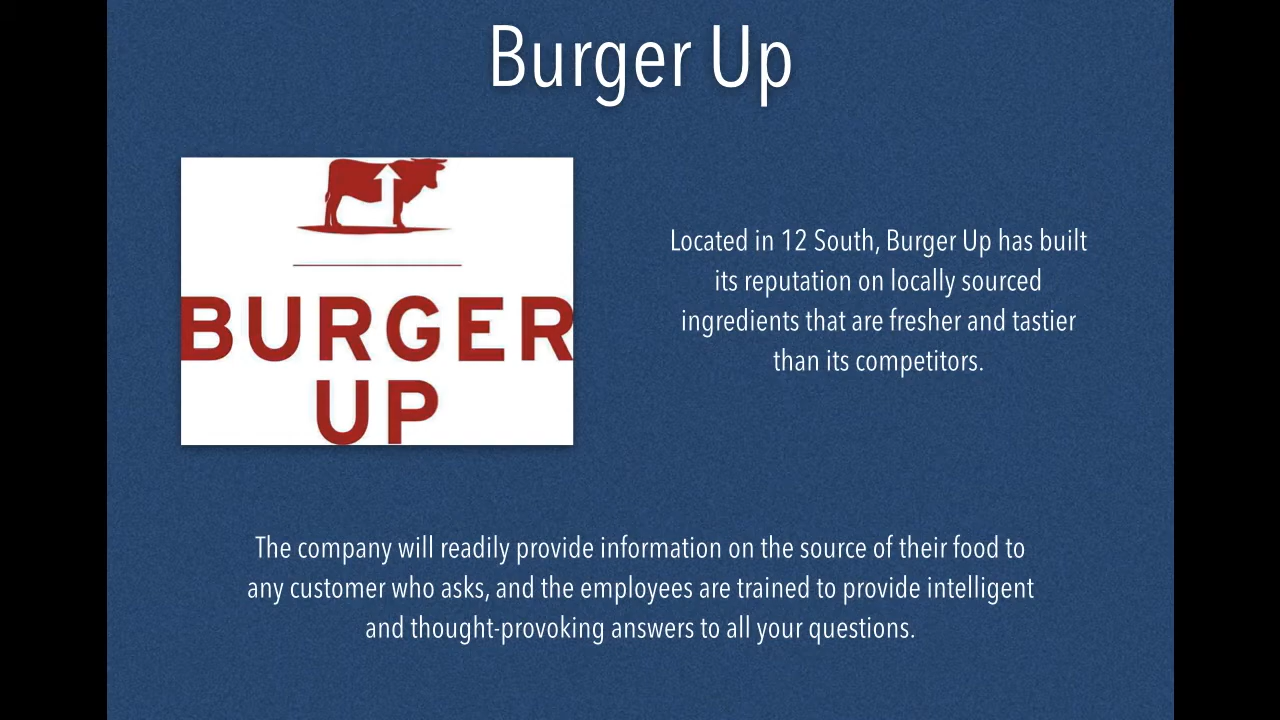 Burger Up
BURGER
UP
Located in 12 South, Burger Up has built
its reputation on locally sourced
ingredients that are fresher and tastier
than its competitors.
The company will readily provide information on the source of their food to
any customer who asks, and the employees are trained to provide intelligent
and thought-provoking answers to all your questions.